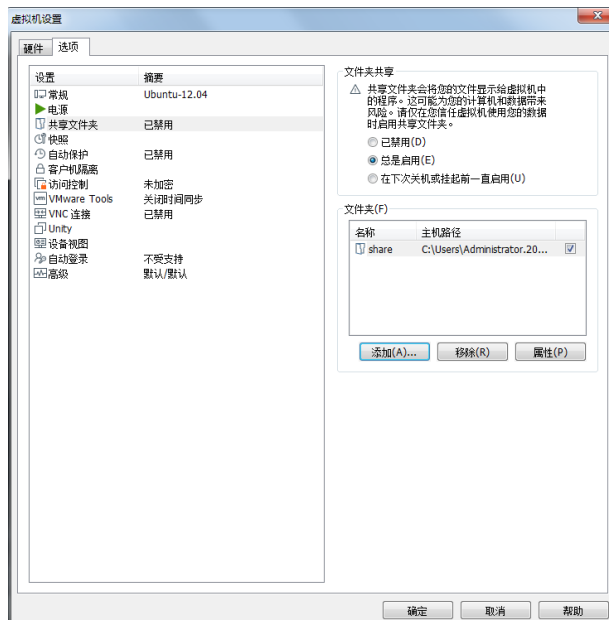 虚拟机设置
硬件 选项
设置 摘要
常规 Ubuntu-12.04
电源
共享文件夹 已禁用
快照
自动保护 已禁用
客户机隔离
访问控制 未加密
vm VMware Tools 关闭时间同步
VNC 连接 已禁用
Unity
设备视图
自动登录 不受支持
高级 默认/默认
文件夹共享
共享文件夹会将您的文件显示给虚拟机中
的程序。这可能为您的计算机和数据带来
风险。请仅在您信任虚拟机使用您的数据
时启用共享文件夹。
已禁用(D)
总是启用(E)
在下次关机或挂起前一直启用(U)
文件夹(F)
名称 主机路径
share C:\Users\Administrator.20...
添加(A)... 移除(R) 属性(P)
确定 取消 帮助